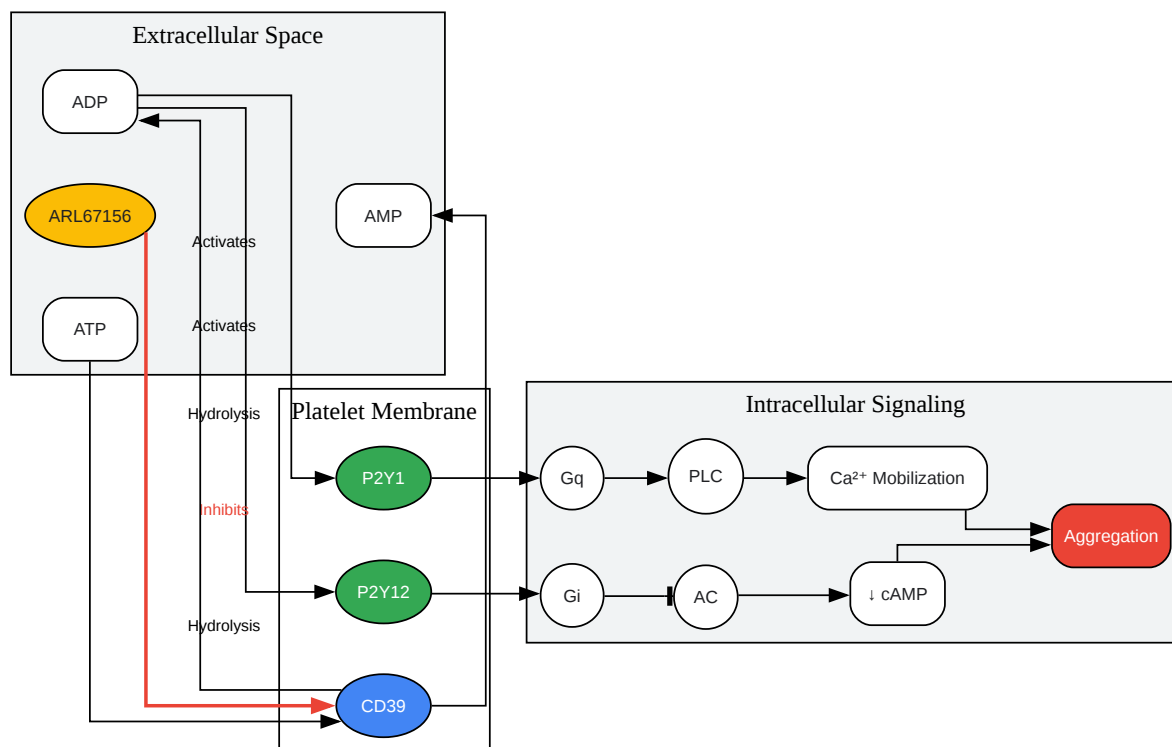 Extracellular Space
ADP
ARL67156
AMP
Activates
Activates
ATP
Hydrolysis
Inhibits
Hydrolysis
Platelet Membrane
P2Y1
P2Y12
CD39
Intracellular Signaling
Gq
PLC
Ca²⁺ Mobilization
Aggregation
Gi
AC
↓ cAMP